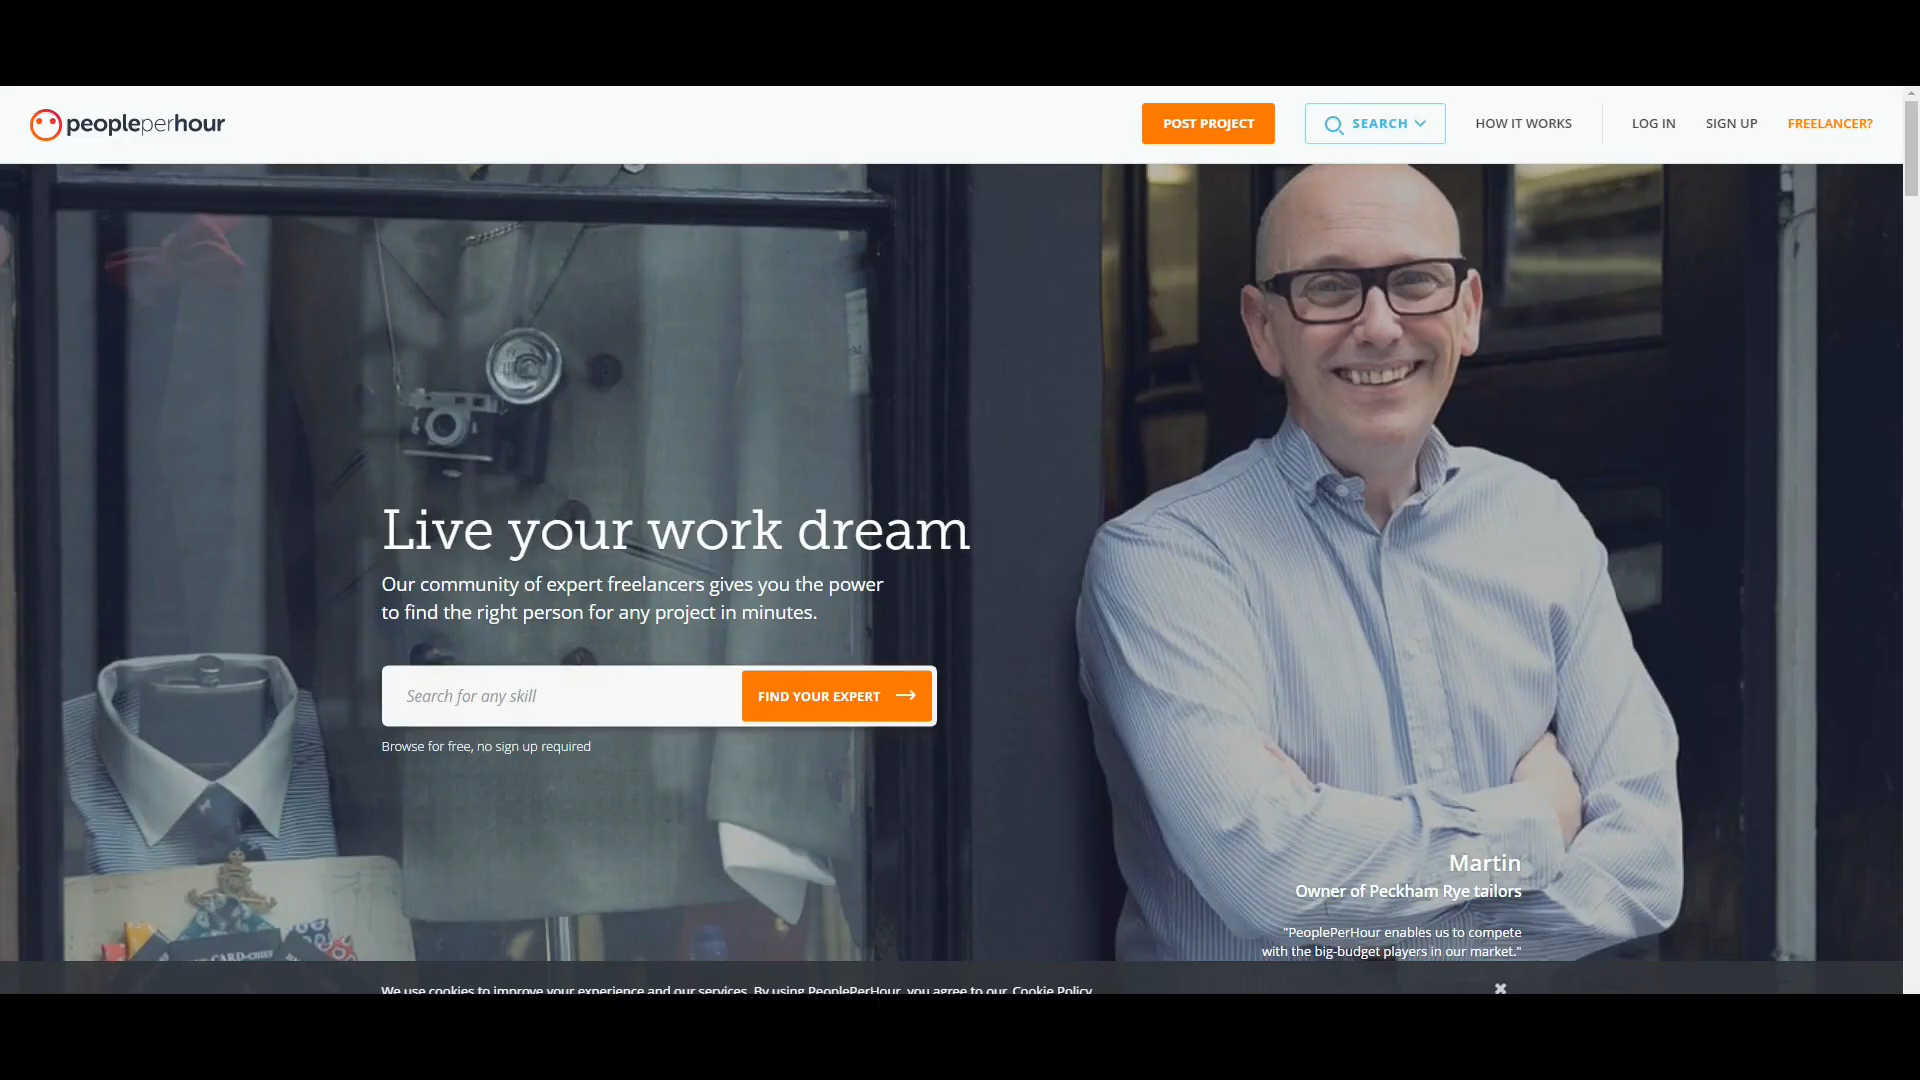 peopleperhour
POST PROJECT
SEARCH
HOW IT WORKS
LOG IN
SIGN UP
FREELANCER?
Live your work dream
Our community of expert freelancers gives you the power
to find the right person for any project in minutes.
Search for any skill
FIND YOUR EXPERT
Browse for free, no sign up required
Martin
Owner of Peckham Rye tailors
"PeoplePerHour enables us to compete
with the big-budget players in our market."
We use cookies to improve your experience and our services. By using PeoplePerHour, you agree to our Cookie Policy